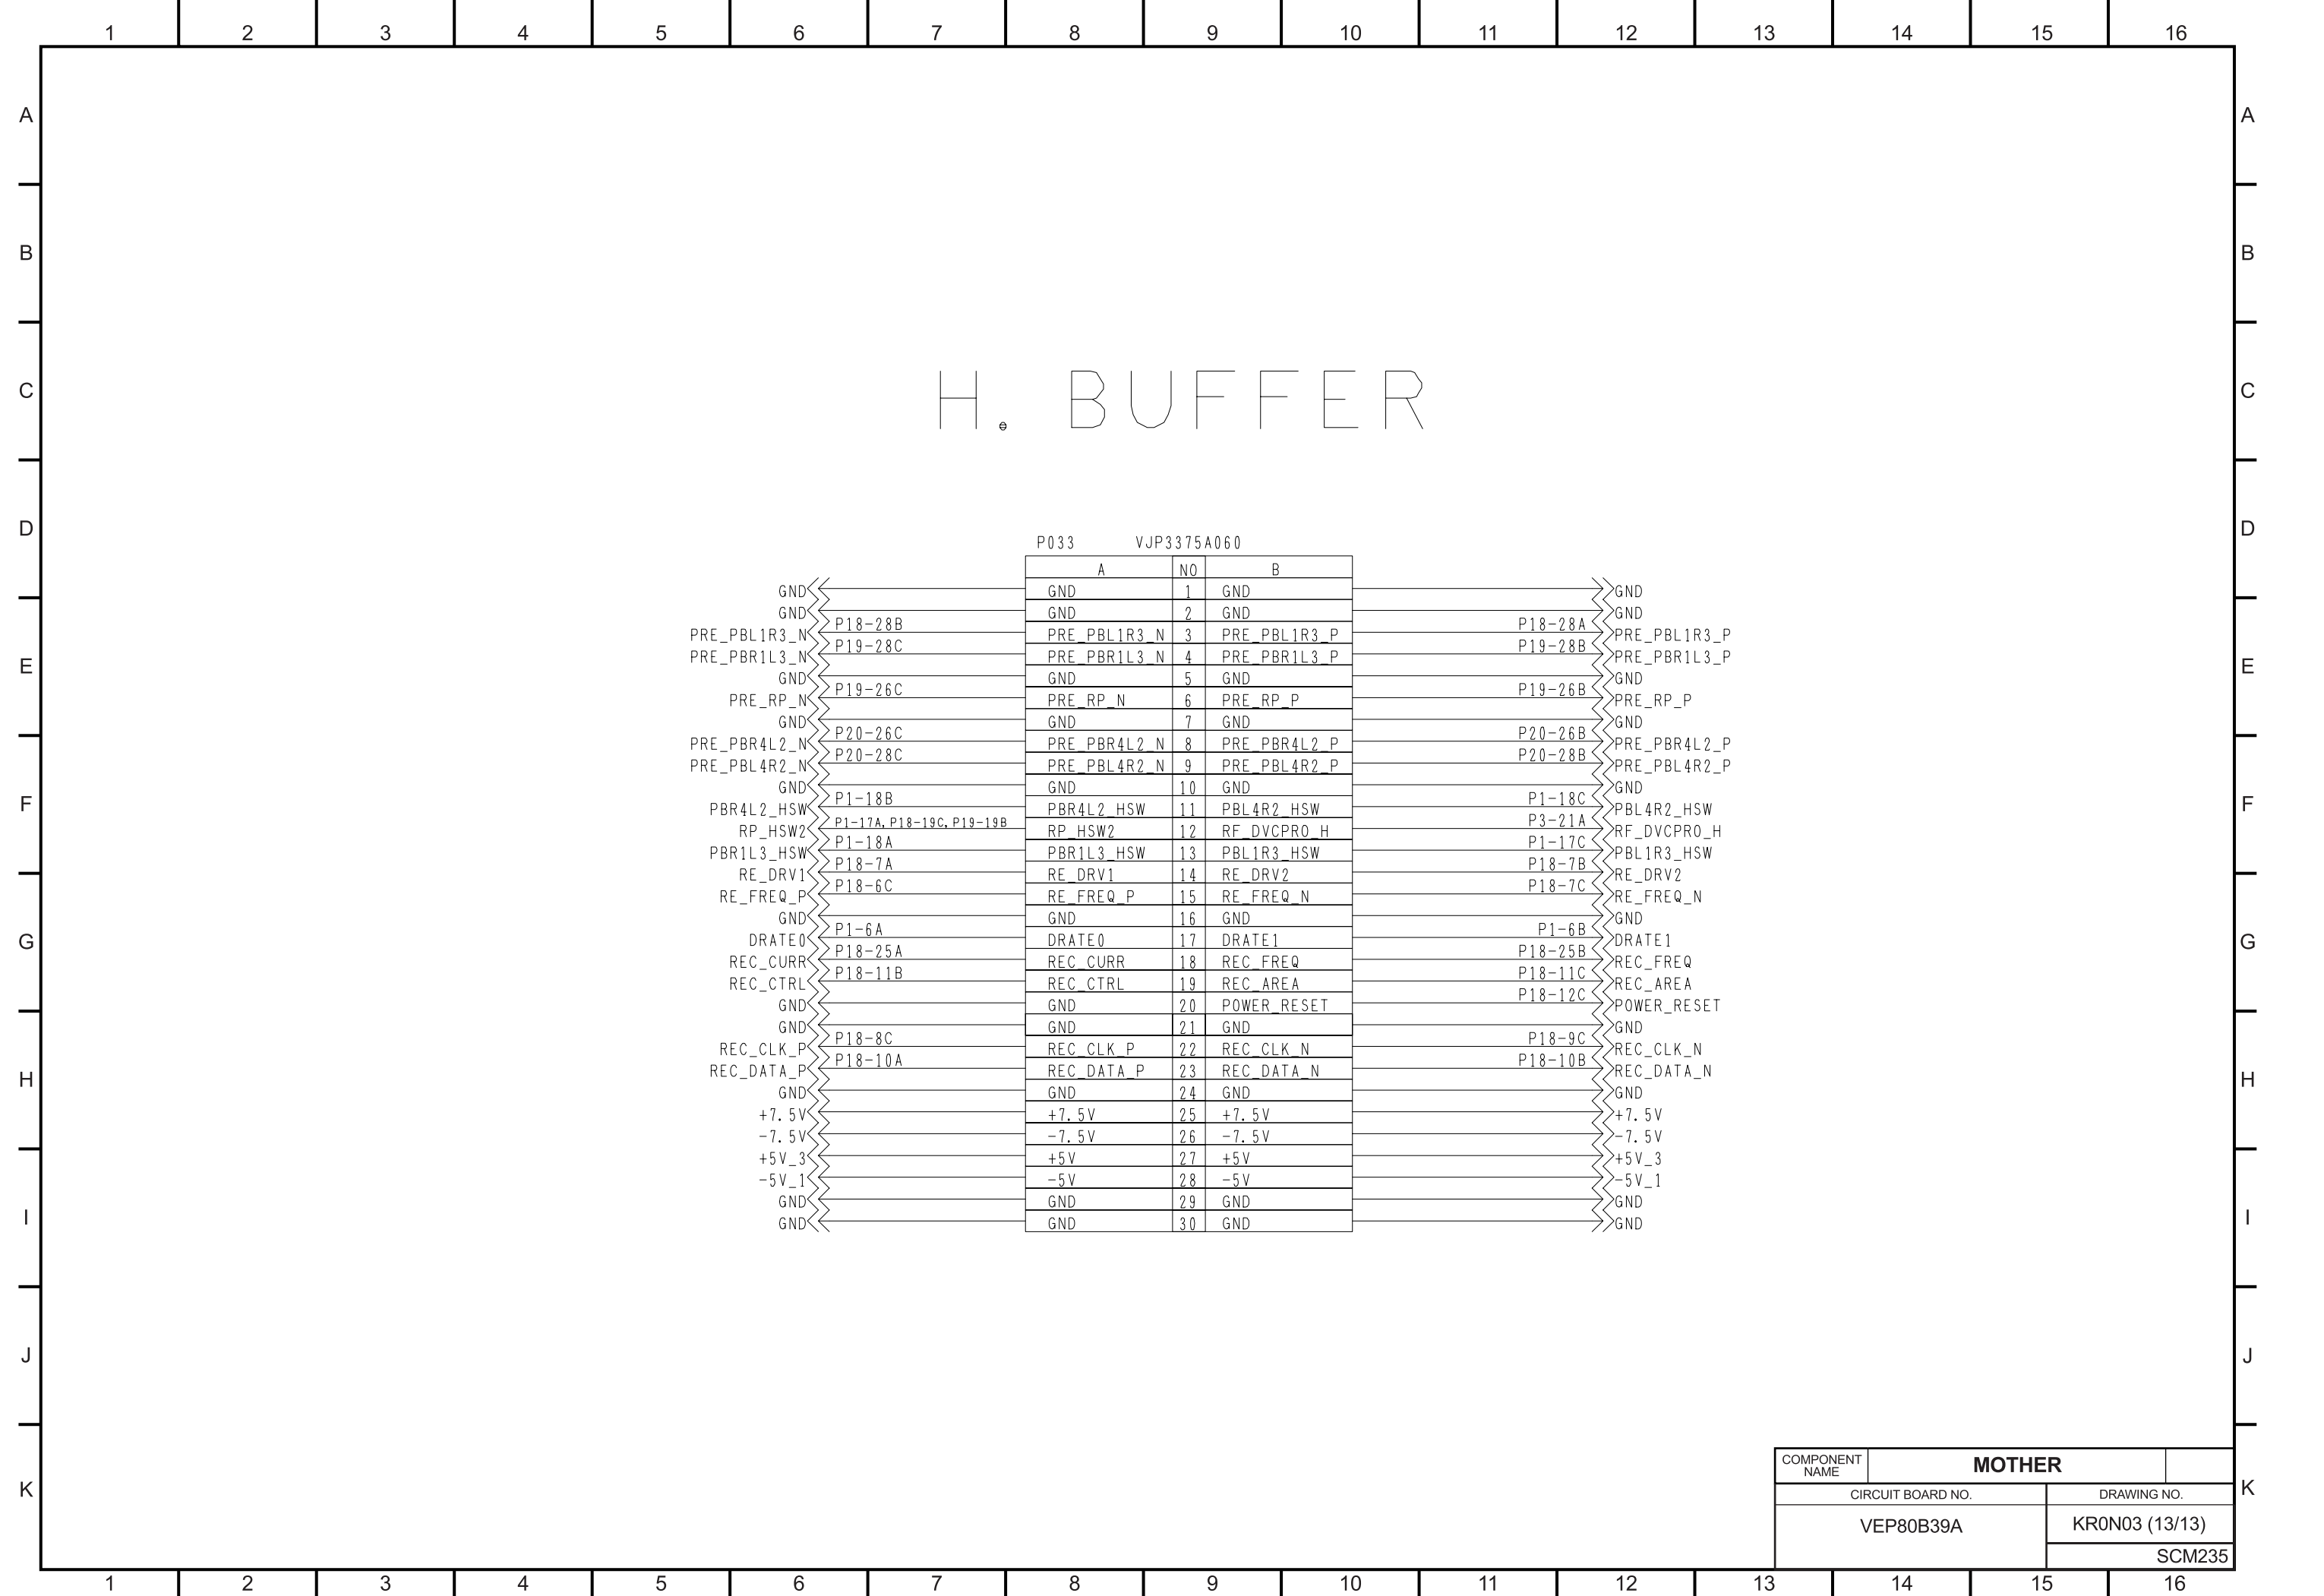 1 2 3 4 5 6 7 8 9 10 11 12 13 14 15 16
A A
B B
C C
H. BUFFER
D D
P033 VJP3375A060
A NO B
GND GND 1 GND GND
GND GND 2 GND GND
PRE_PBL1R3_N P18-28B PRE_PBL1R3_N 3 PRE_PBL1R3_P P18-28A PRE_PBL1R3_P
PRE_PBR1L3_N P19-28C PRE_PBR1L3_N 4 PRE_PBR1L3_P P19-28B PRE_PBR1L3_P
E E
GND GND 5 GND GND
PRE_RP_N P19-26C PRE_RP_N 6 PRE_RP_P P19-26B PRE_RP_P
GND GND 7 GND GND
PRE_PBR4L2_N P20-26C PRE_PBR4L2_N 8 PRE_PBR4L2_P P20-26B PRE_PBR4L2_P
PRE_PBL4R2_N P20-28C PRE_PBL4R2_N 9 PRE_PBL4R2_P P20-28B PRE_PBL4R2_P
GND GND 10 GND GND
F F
PBR4L2_HSW P1-18B PBR4L2_HSW 11 PBL4R2_HSW P1-18C PBL4R2_HSW
RP_HSW2 P1-17A, P18-19C, P19-19B RP_HSW2 12 RF_DVCPRO_H P3-21A RF_DVCPRO_H
PBR1L3_HSW P1-18A PBR1L3_HSW 13 PBL1R3_HSW P1-17C PBL1R3_HSW
RE_DRV1 P18-7A RE_DRV1 14 RE_DRV2 P18-7B RE_DRV2
RE_FREQ_P P18-6C RE_FREQ_P 15 RE_FREQ_N P18-7C RE_FREQ_N
GND GND 16 GND GND
G G
DRATE0 P1-6A DRATE0 17 DRATE1 P1-6B DRATE1
REC_CURR P18-25A REC_CURR 18 REC_FREQ P18-25B REC_FREQ
REC_CTRL P18-11B REC_CTRL 19 REC_AREA P18-11C REC_AREA
GND GND 20 POWER_RESET P18-12C POWER_RESET
GND GND 21 GND GND
REC_CLK_P P18-8C REC_CLK_P 22 REC_CLK_N P18-9C REC_CLK_N
REC_DATA_P P18-10A REC_DATA_P 23 REC_DATA_N P18-10B REC_DATA_N
H H
GND GND 24 GND GND
+7.5V +7.5V 25 +7.5V +7.5V
-7.5V -7.5V 26 -7.5V -7.5V
+5V_3 +5V 27 +5V +5V_3
-5V_1 -5V 28 -5V -5V_1
GND GND 29 GND GND
I I
GND GND 30 GND GND
J J
COMPONENT
NAME
MOTHER
K K
CIRCUIT BOARD NO. DRAWING NO.
VEP80B39A KR0N03 (13/13)
SCM235
1 2 3 4 5 6 7 8 9 10 11 12 13 14 15 16